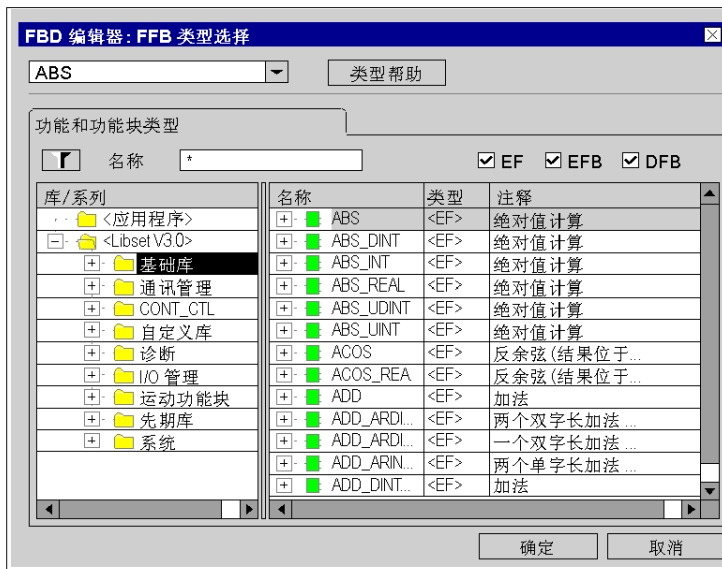 FBD 编辑器：FFB 类型选择
ABS
类型帮助
功能和功能块类型
名称 *
EF EFB DFB
库/系列
<应用程序>
<Libset V3.0>
基础库
通讯管理
CONT_CTL
自定义库
诊断
I/O 管理
运动功能块
先期库
系统
名称 类型 注释
ABS <EF> 绝对值计算
ABS_DINT <EF> 绝对值计算
ABS_INT <EF> 绝对值计算
ABS_REAL <EF> 绝对值计算
ABS_UDINT <EF> 绝对值计算
ABS_UINT <EF> 绝对值计算
ACOS <EF> 反余弦(结果位于...
ACOS_REA <EF> 反余弦(结果位于...
ADD <EF> 加法
ADD_ARDI... <EF> 两个双字长加法 ...
ADD_ARDI... <EF> 一个双字长加法 ...
ADD_ARIN... <EF> 两个单字长加法 ...
ADD_DINT... <EF> 加法
确定
取消